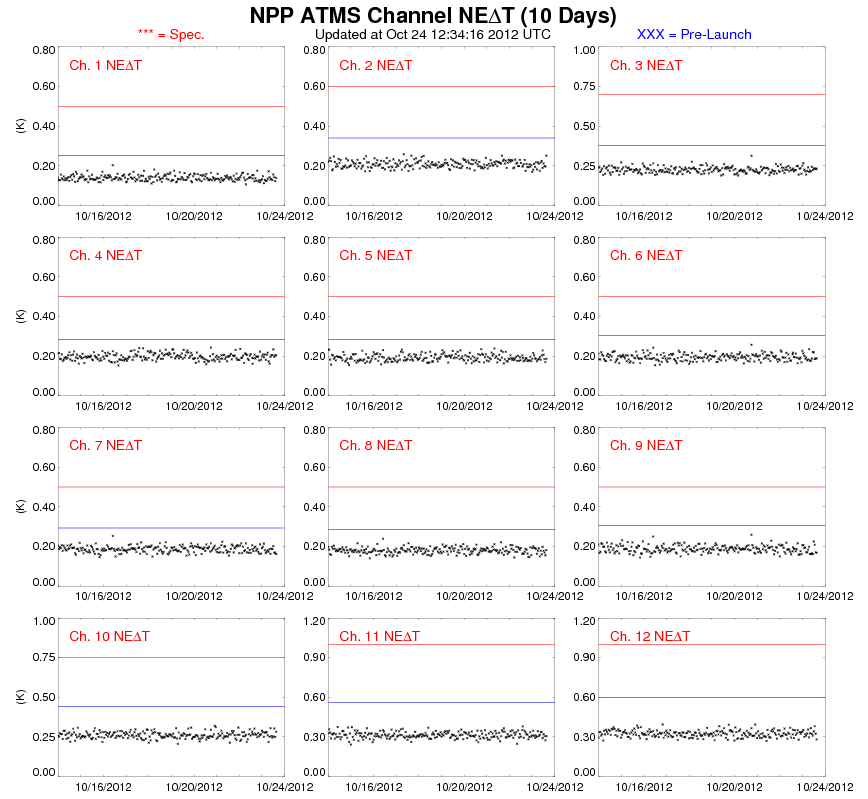 NPP ATMS Channel NEΔT (10 Days)
*** = Spec. Updated at Oct 24 12:34:16 2012 UTC XXX = Pre-Launch
Ch. 1 NEΔT Ch. 2 NEΔT Ch. 3 NEΔT
(K)
0.80 0.80 1.00
0.60 0.60 0.75
0.40 0.40 0.50
0.20 0.20 0.25
0.00 0.00 0.00
10/16/2012 10/20/2012 10/24/2012 10/16/2012 10/20/2012 10/24/2012 10/16/2012 10/20/2012 10/24/2012
Ch. 4 NEΔT Ch. 5 NEΔT Ch. 6 NEΔT
(K)
0.80 0.80 0.80
0.60 0.60 0.60
0.40 0.40 0.40
0.20 0.20 0.20
0.00 0.00 0.00
10/16/2012 10/20/2012 10/24/2012 10/16/2012 10/20/2012 10/24/2012 10/16/2012 10/20/2012 10/24/2012
Ch. 7 NEΔT Ch. 8 NEΔT Ch. 9 NEΔT
(K)
0.80 0.80 0.80
0.60 0.60 0.60
0.40 0.40 0.40
0.20 0.20 0.20
0.00 0.00 0.00
10/16/2012 10/20/2012 10/24/2012 10/16/2012 10/20/2012 10/24/2012 10/16/2012 10/20/2012 10/24/2012
Ch. 10 NEΔT Ch. 11 NEΔT Ch. 12 NEΔT
(K)
1.00 1.20 1.20
0.75 0.90 0.90
0.50 0.60 0.60
0.25 0.30 0.30
0.00 0.00 0.00
10/16/2012 10/20/2012 10/24/2012 10/16/2012 10/20/2012 10/24/2012 10/16/2012 10/20/2012 10/24/2012